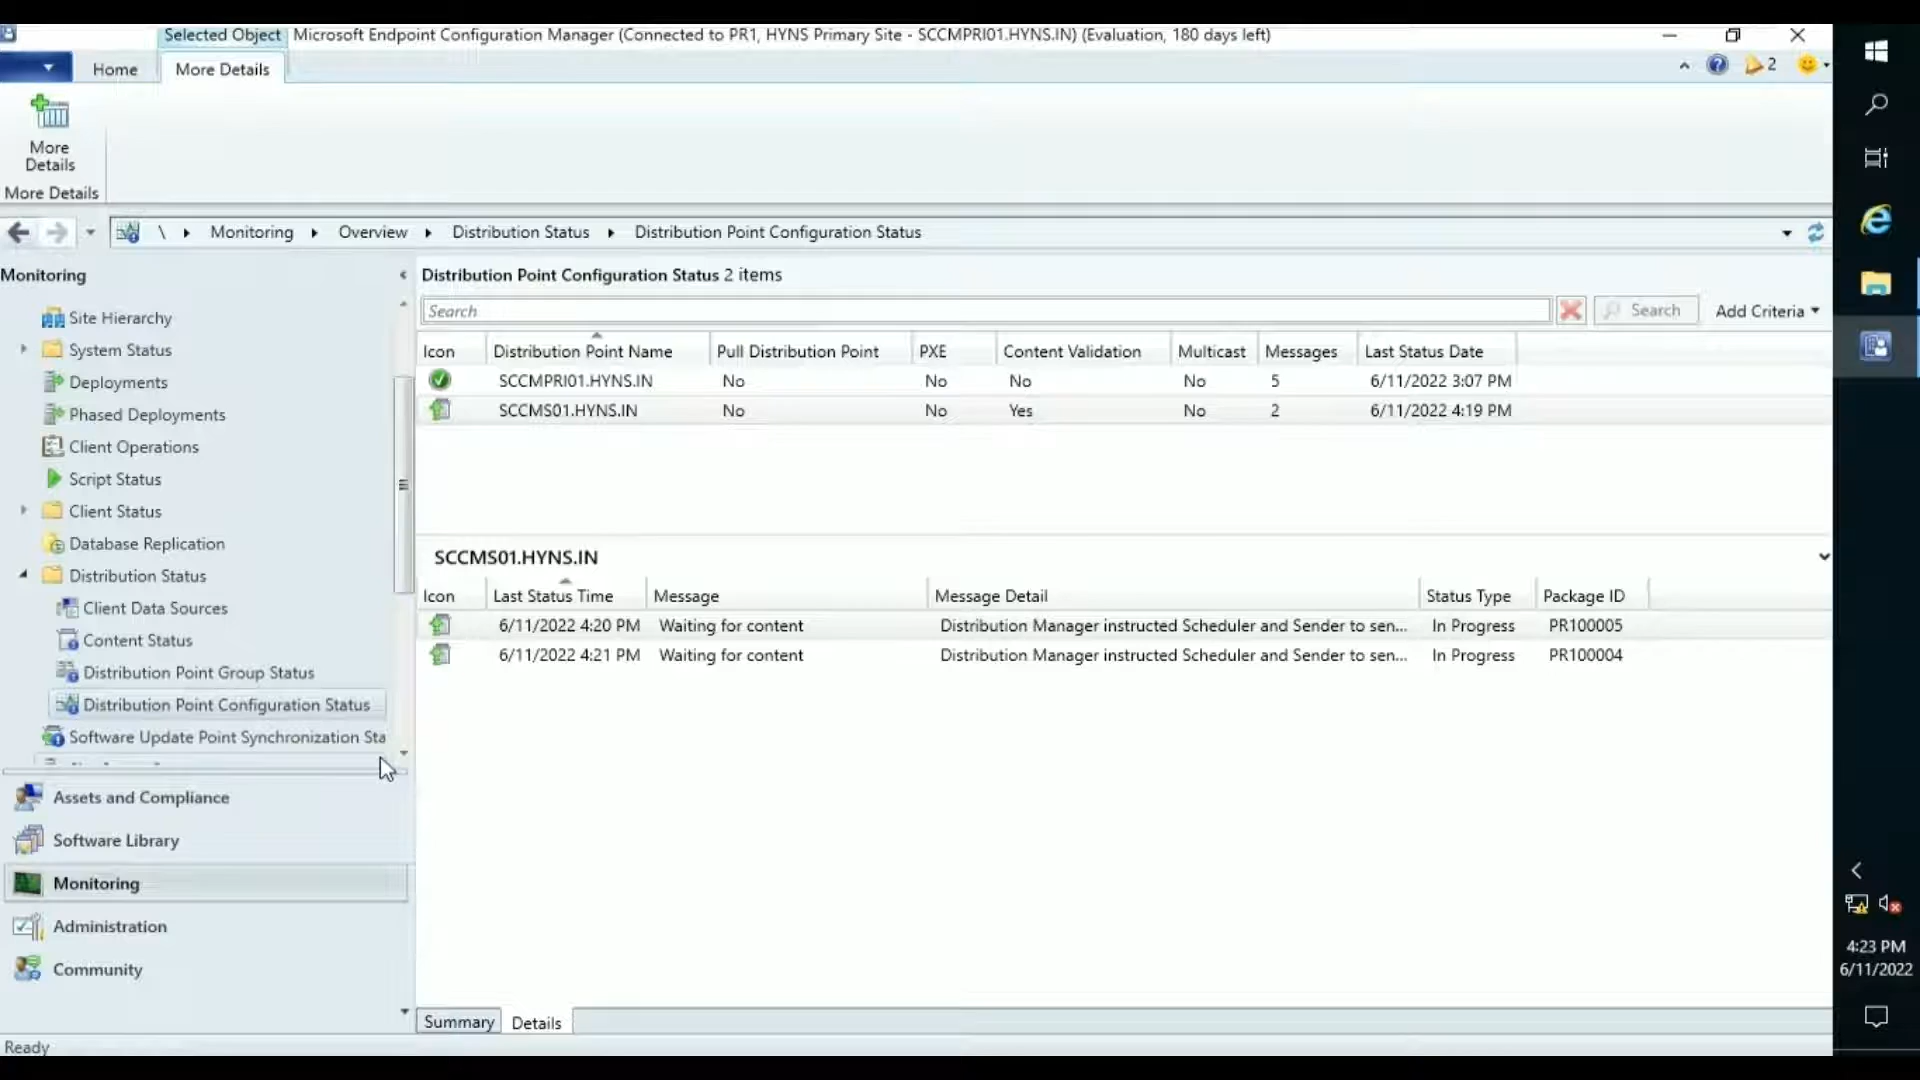 Selected Object Microsoft Endpoint Configuration Manager (Connected to PR1, HYNS Primary Site - SCCMPRI01.HYNS.IN) (Evaluation, 180 days left)
Home More Details
2
More
Details
More Details
\ Monitoring Overview Distribution Status Distribution Point Configuration Status
Monitoring
Site Hierarchy
System Status
Deployments
Phased Deployments
Client Operations
Script Status
Client Status
Database Replication
Distribution Status
Client Data Sources
Content Status
Distribution Point Group Status
Distribution Point Configuration Status
Software Update Point Synchronization Sta
Assets and Compliance
Software Library
Monitoring
Administration
Community
Distribution Point Configuration Status 2 items
Search Search Add Criteria
Icon Distribution Point Name Pull Distribution Point PXE Content Validation Multicast Messages Last Status Date
SCCMPRI01.HYNS.IN No No No No 5 6/11/2022 3:07 PM
SCCMS01.HYNS.IN No No Yes No 2 6/11/2022 4:19 PM
SCCMS01.HYNS.IN
Icon Last Status Time Message Message Detail Status Type Package ID
6/11/2022 4:20 PM Waiting for content Distribution Manager instructed Scheduler and Sender to sen... In Progress PR100005
6/11/2022 4:21 PM Waiting for content Distribution Manager instructed Scheduler and Sender to sen... In Progress PR100004
Summary Details
Ready
4:23 PM
6/11/2022